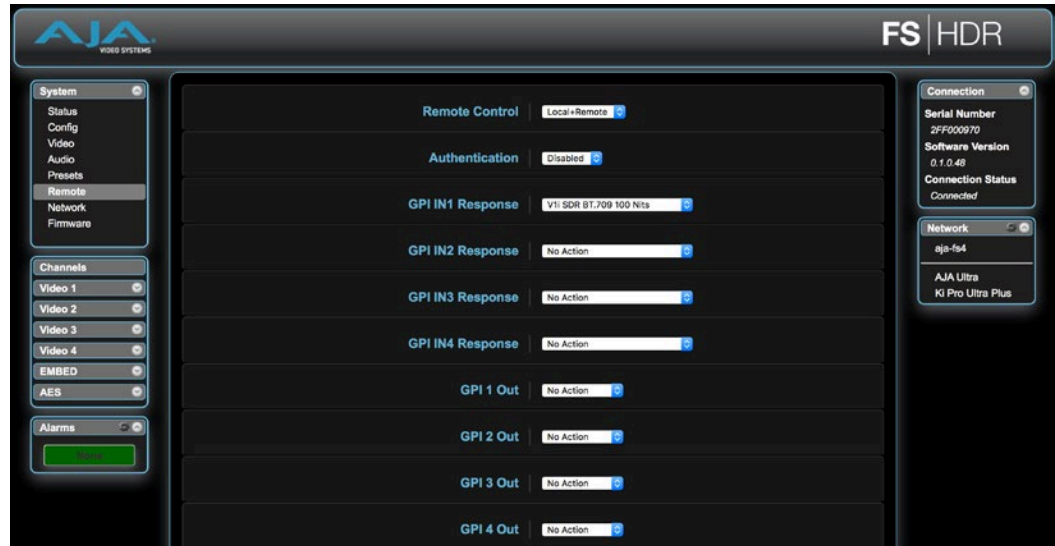 AJA
VIDEO SYSTEMS
FS|HDR
System
Status
Config
Video
Audio
Presets
Remote
Network
Firmware
Channels
Video 1
Video 2
Video 3
Video 4
EMBED
AES
Alarms
None
Remote Control Local+Remote
Authentication Disabled
GPI IN1 Response V1i SDR BT.709 100 Nits
GPI IN2 Response No Action
GPI IN3 Response No Action
GPI IN4 Response No Action
GPI 1 Out No Action
GPI 2 Out No Action
GPI 3 Out No Action
GPI 4 Out No Action
Connection
Serial Number
2FF000970
Software Version
0.1.0.48
Connection Status
Connected
Network
aja-fs4
AJA Ultra
Ki Pro Ultra Plus